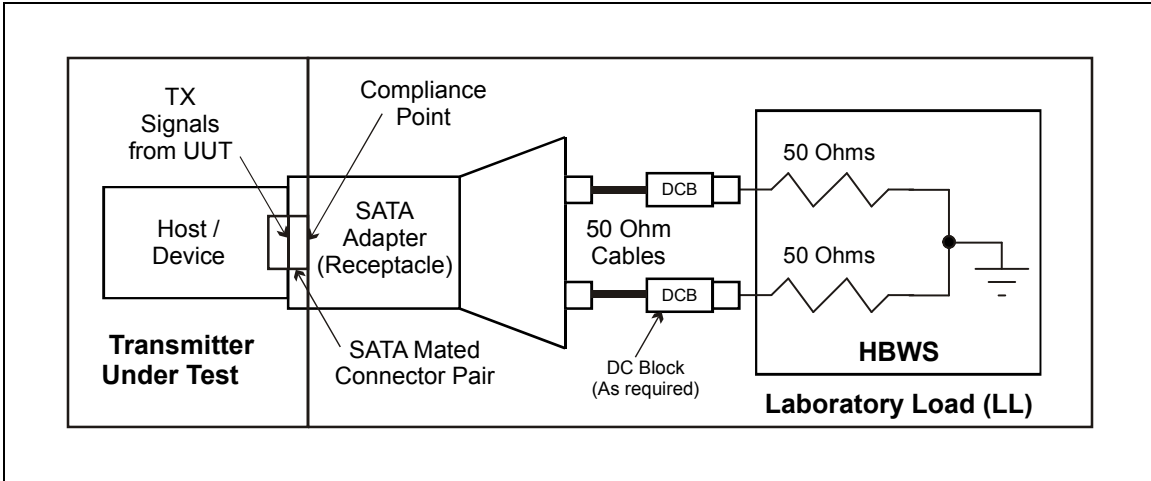 TX
Signals
from UUT
Compliance
Point
Host /
Device
SATA
Adapter
(Receptacle)
DCB
50 Ohm
Cables
DCB
50 Ohms
50 Ohms
HBWS
Transmitter
Under Test
SATA Mated
Connector Pair
DC Block
(As required)
Laboratory Load (LL)